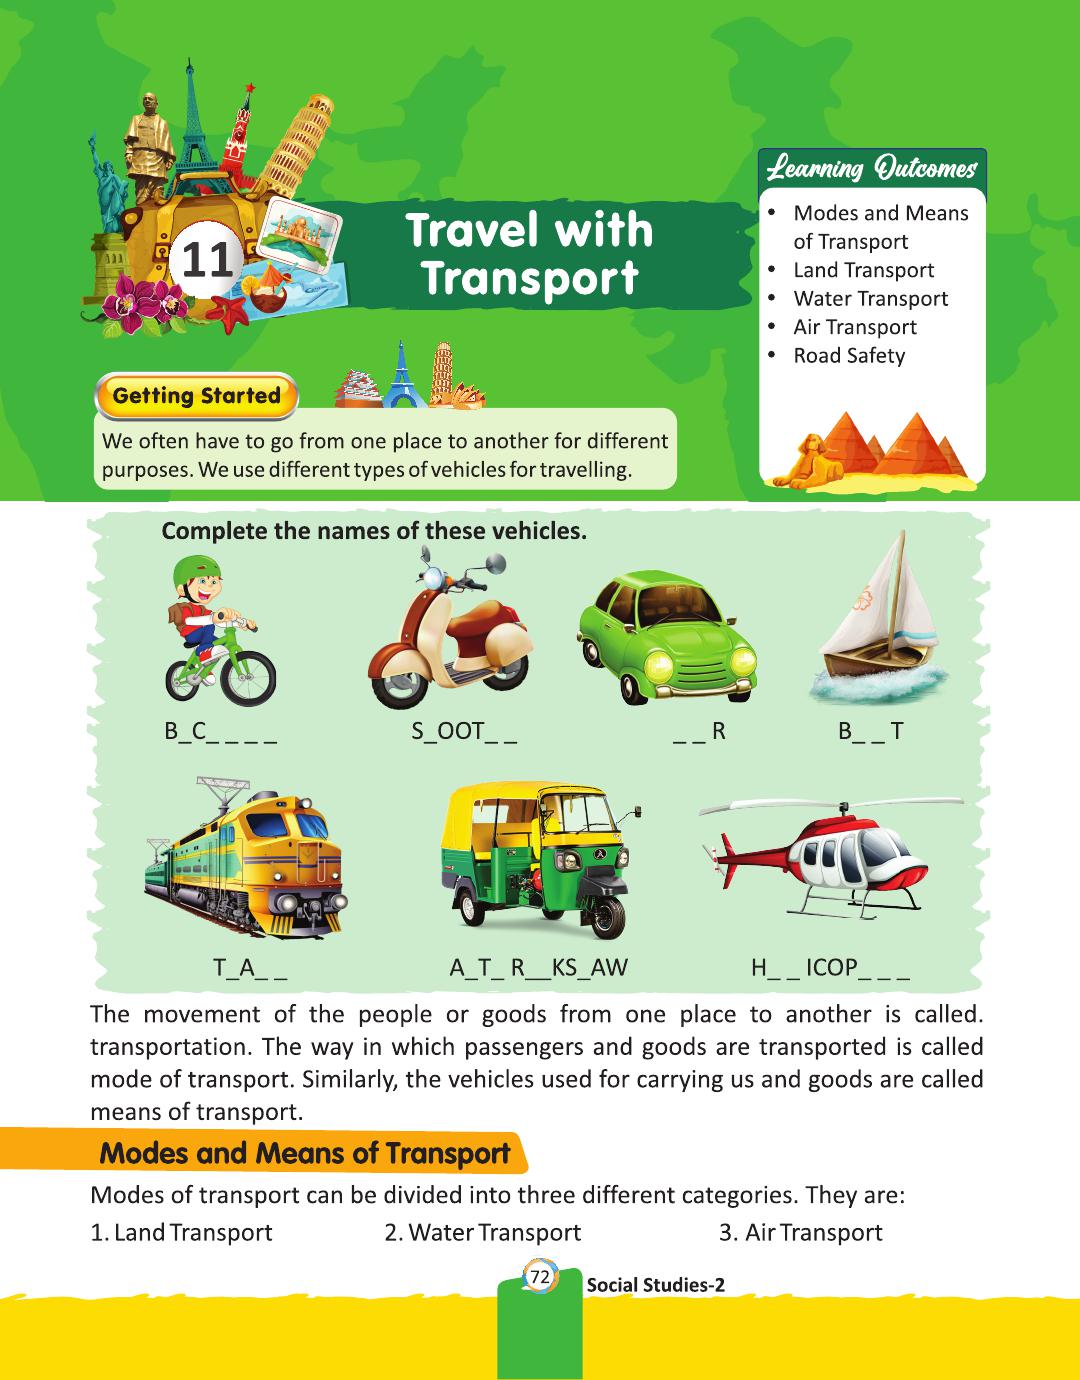 11
Travel with
Transport
Learning Outcomes
• Modes and Means
of Transport
• Land Transport
• Water Transport
• Air Transport
• Road Safety
Getting Started
We often have to go from one place to another for different
purposes. We use different types of vehicles for travelling.
Complete the names of these vehicles.
B_C_ _ _ _
S_OOT_ _
_ _ R
B_ _ T
T_A_ _
A_T_ R__KS_AW
H_ _ ICOP_ _ _
The movement of the people or goods from one place to another is called.
transportation. The way in which passengers and goods are transported is called
mode of transport. Similarly, the vehicles used for carrying us and goods are called
means of transport.
Modes and Means of Transport
Modes of transport can be divided into three different categories. They are:
1. Land Transport 2. Water Transport 3. Air Transport
72
Social Studies-2